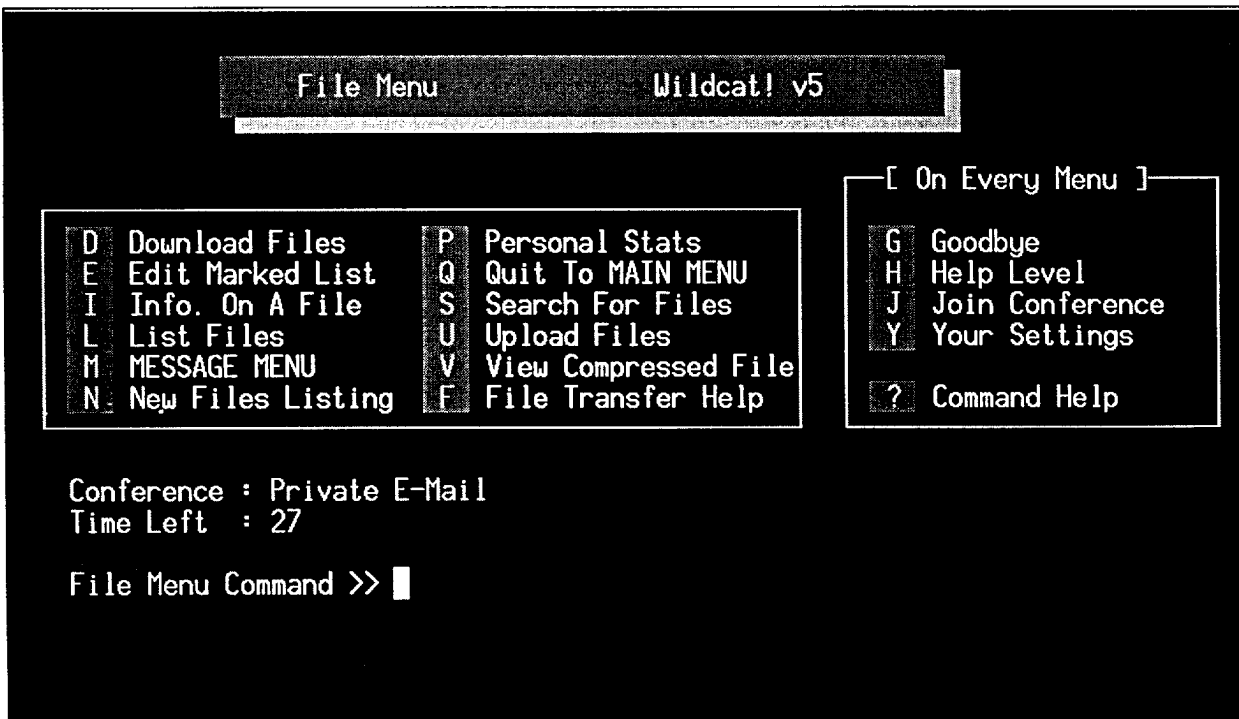 File Menu Wildcat! v5
[ On Every Menu ]
D Download Files P Personal Stats
E Edit Marked List Q Quit To MAIN MENU
I Info. On A File S Search For Files
L List Files U Upload Files
M MESSAGE MENU V View Compressed File
N New Files Listing F File Transfer Help
G Goodbye
H Help Level
J Join Conference
Y Your Settings
? Command Help
Conference : Private E-Mail
Time Left : 27
File Menu Command >>